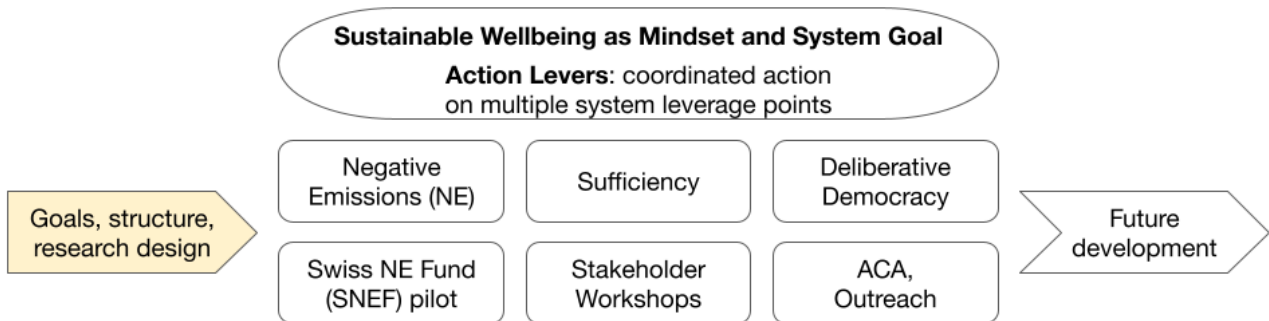 Sustainable Wellbeing as Mindset and System Goal
Action Levers: coordinated action
on multiple system leverage points
Goals, structure,
research design
Negative
Emissions (NE)
Sufficiency
Deliberative
Democracy
Swiss NE Fund
(SNEF) pilot
Stakeholder
Workshops
ACA,
Outreach
Future
development